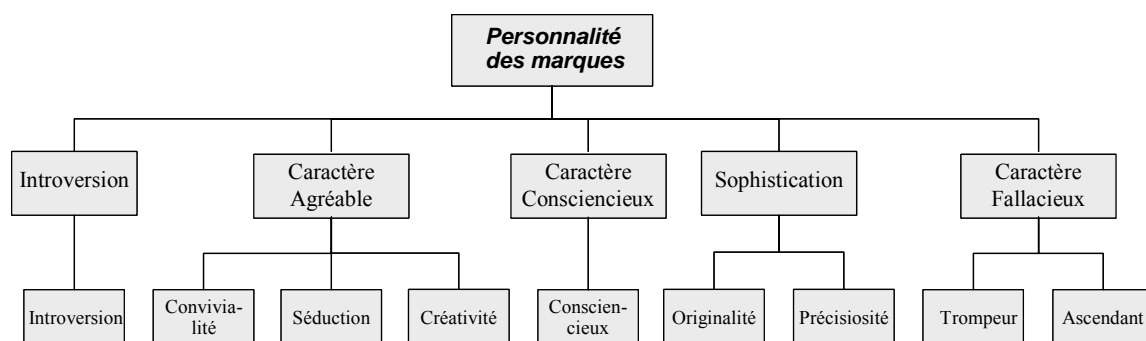 Personnalité
des marques
Introversion
Caractère
Agréable
Caractère
Consciencieux
Sophistication
Caractère
Fallacieux
Introversion
Convivia-
lité
Séduction
Créativité
Conscien-
cieux
Originalité
Précisiosité
Trompeur
Ascendant